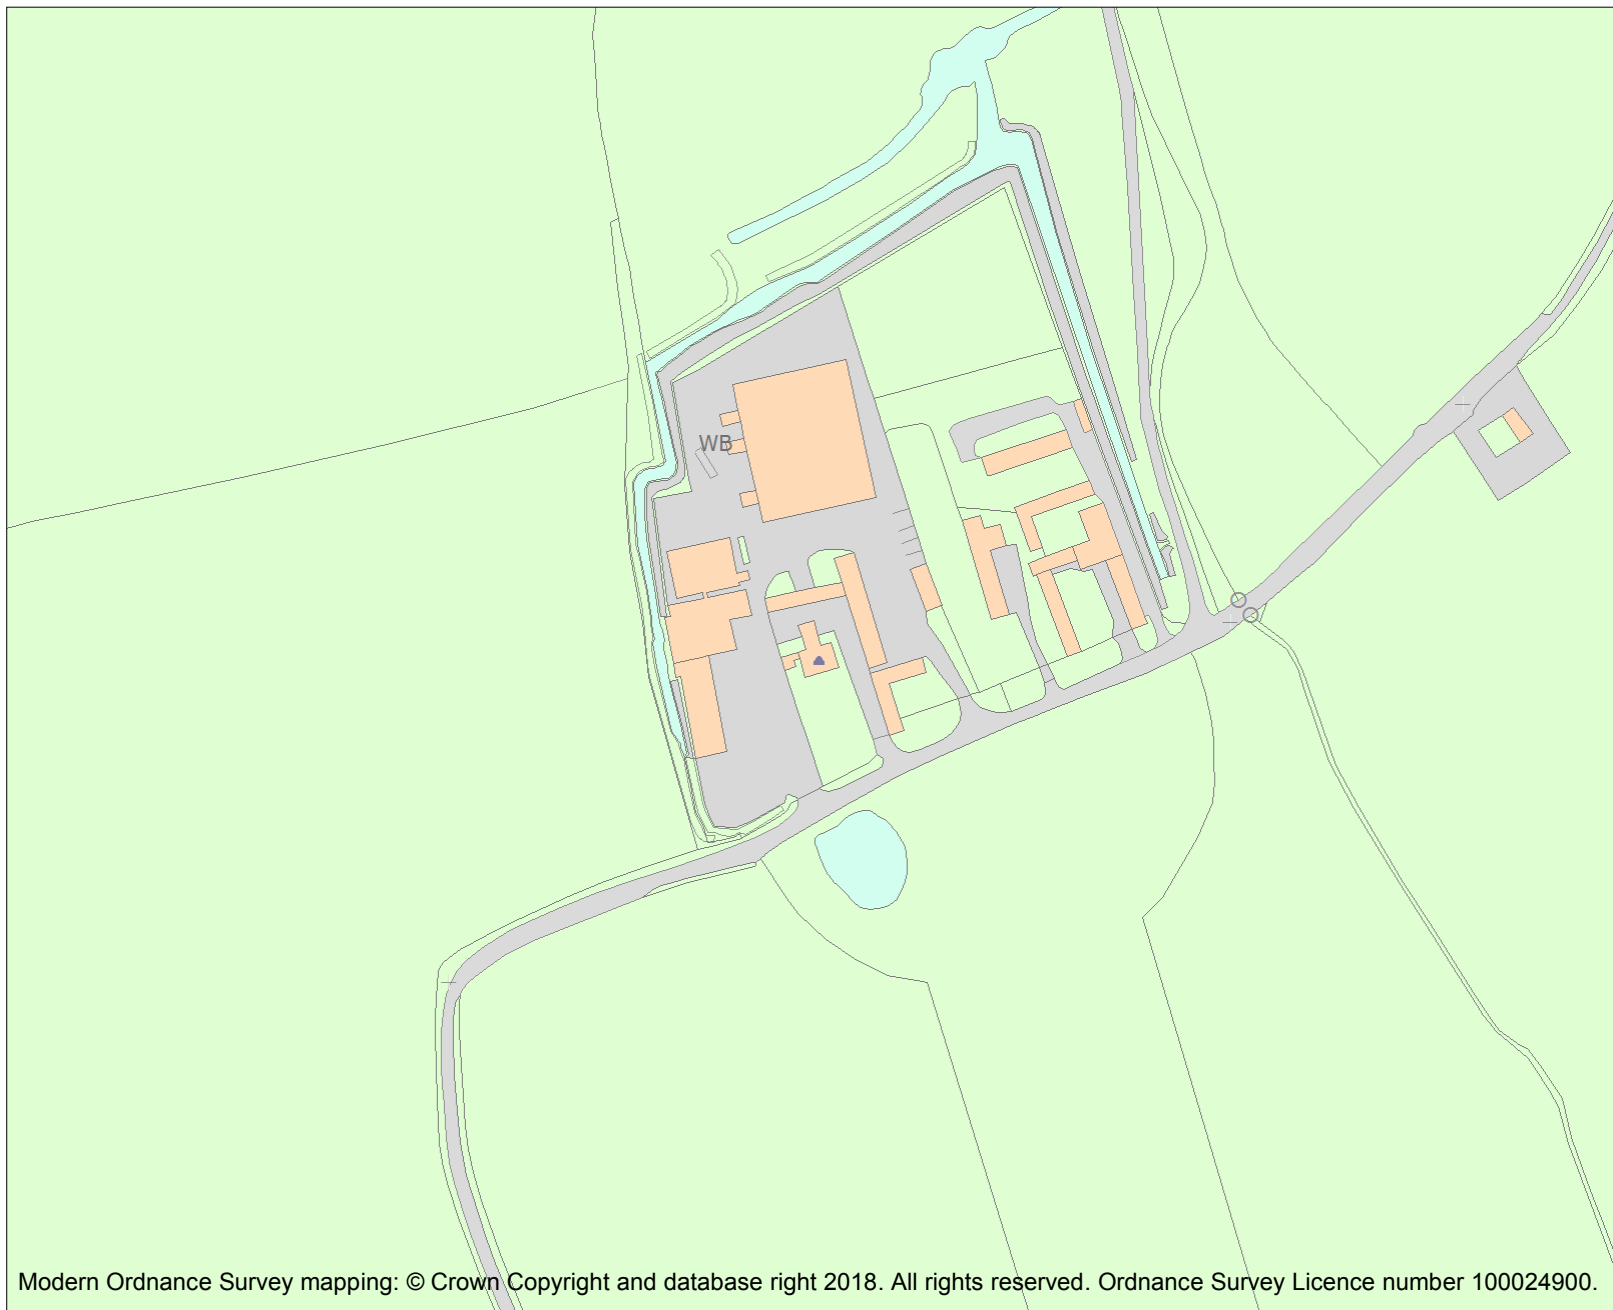 WB
Modern Ordnance Survey mapping: © Crown Copyright and database right 2018. All rights reserved. Ordnance Survey Licence number 100024900.